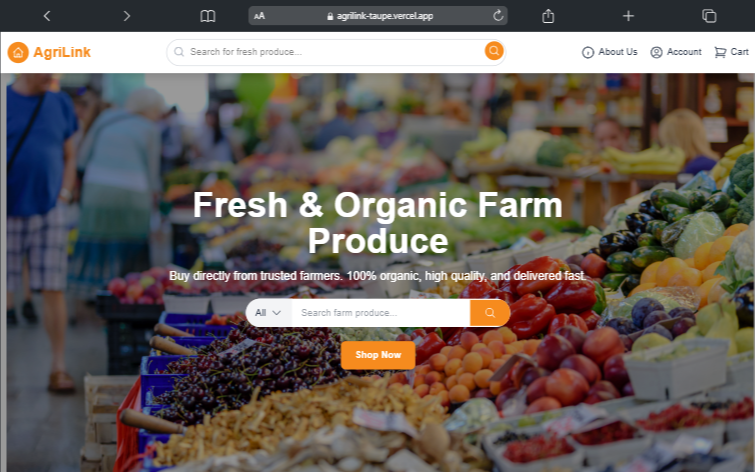 AA agrilink-taupe.vercel.app
AgriLink Search for fresh produce... About Us Account Cart
Fresh & Organic Farm
Produce
Buy directly from trusted farmers. 100% organic, high quality, and delivered fast.
All Search farm produce...
Shop Now